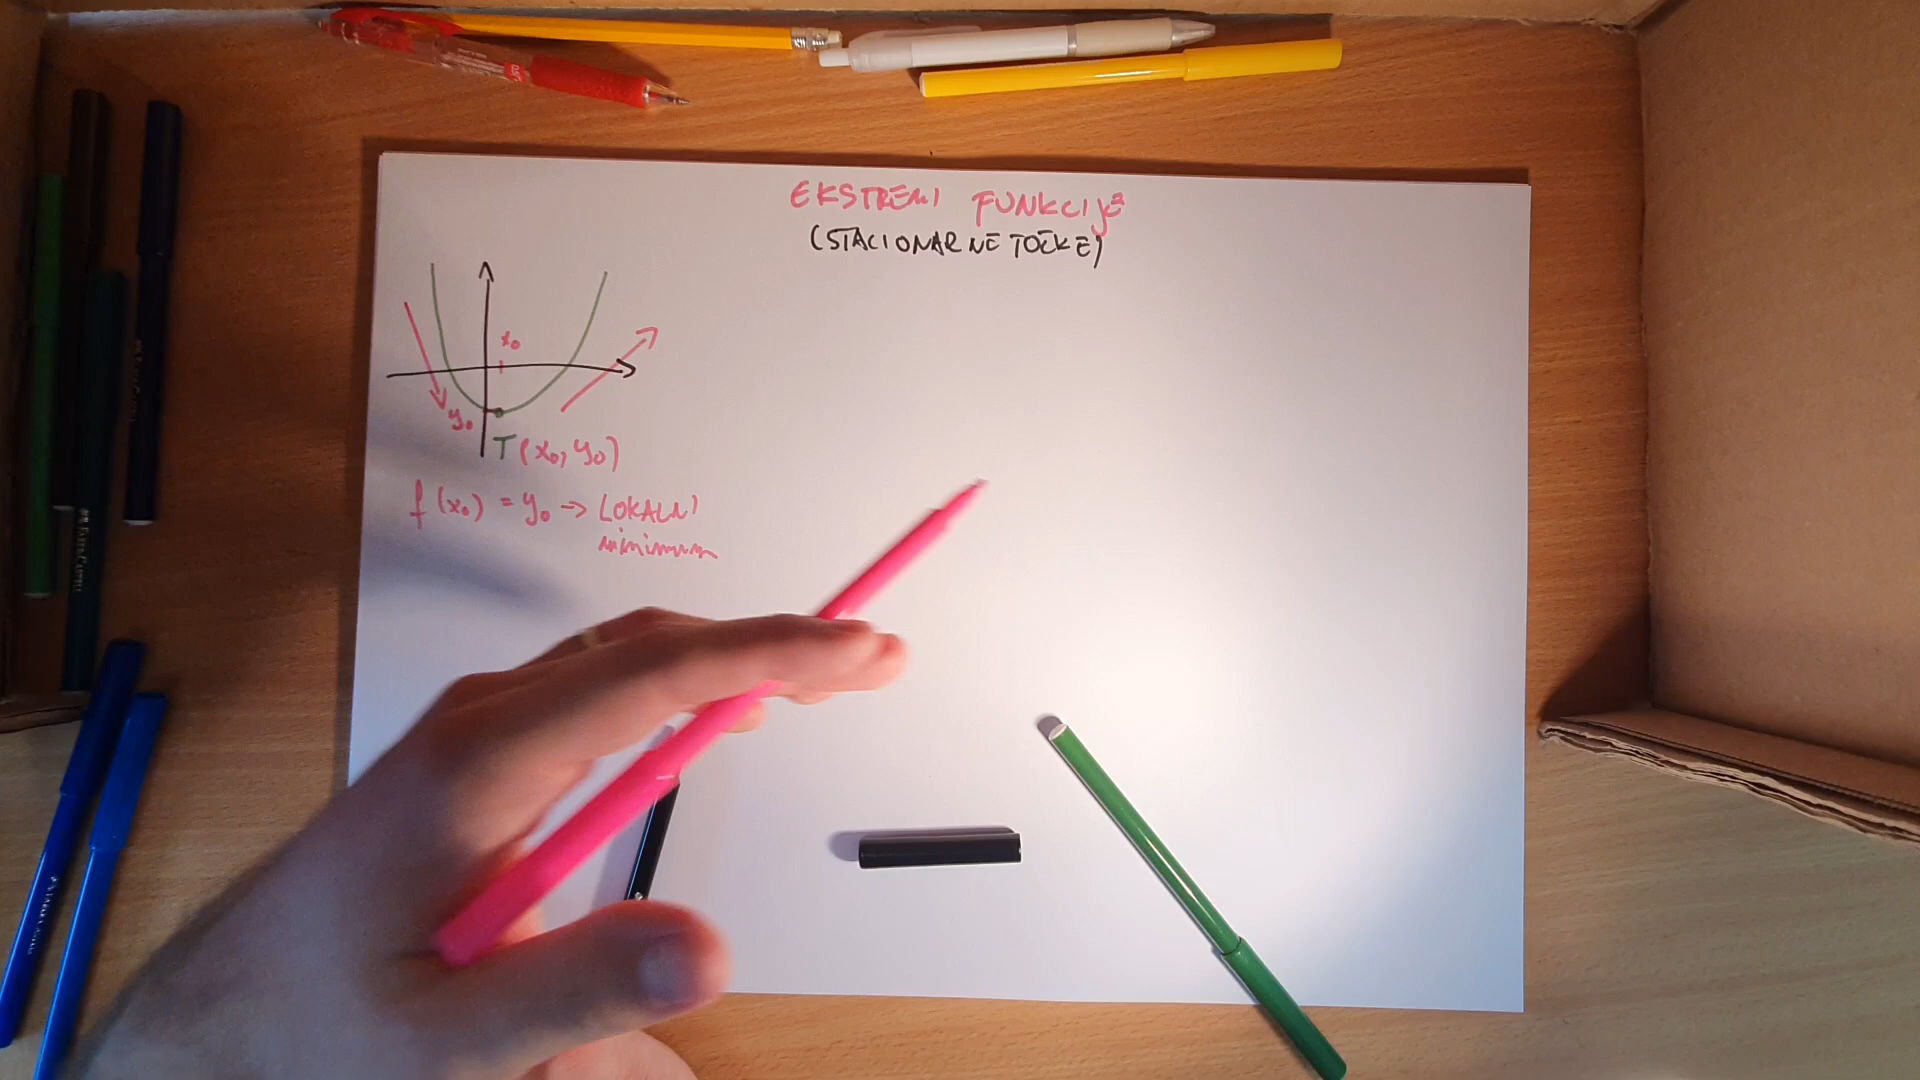 EKSTREMI FUNKCIJE
(STACIONARNE TOČKE)
x₀
y₀
T(x₀, y₀)
f(x₀) = y₀ → LOKALNI
minimum